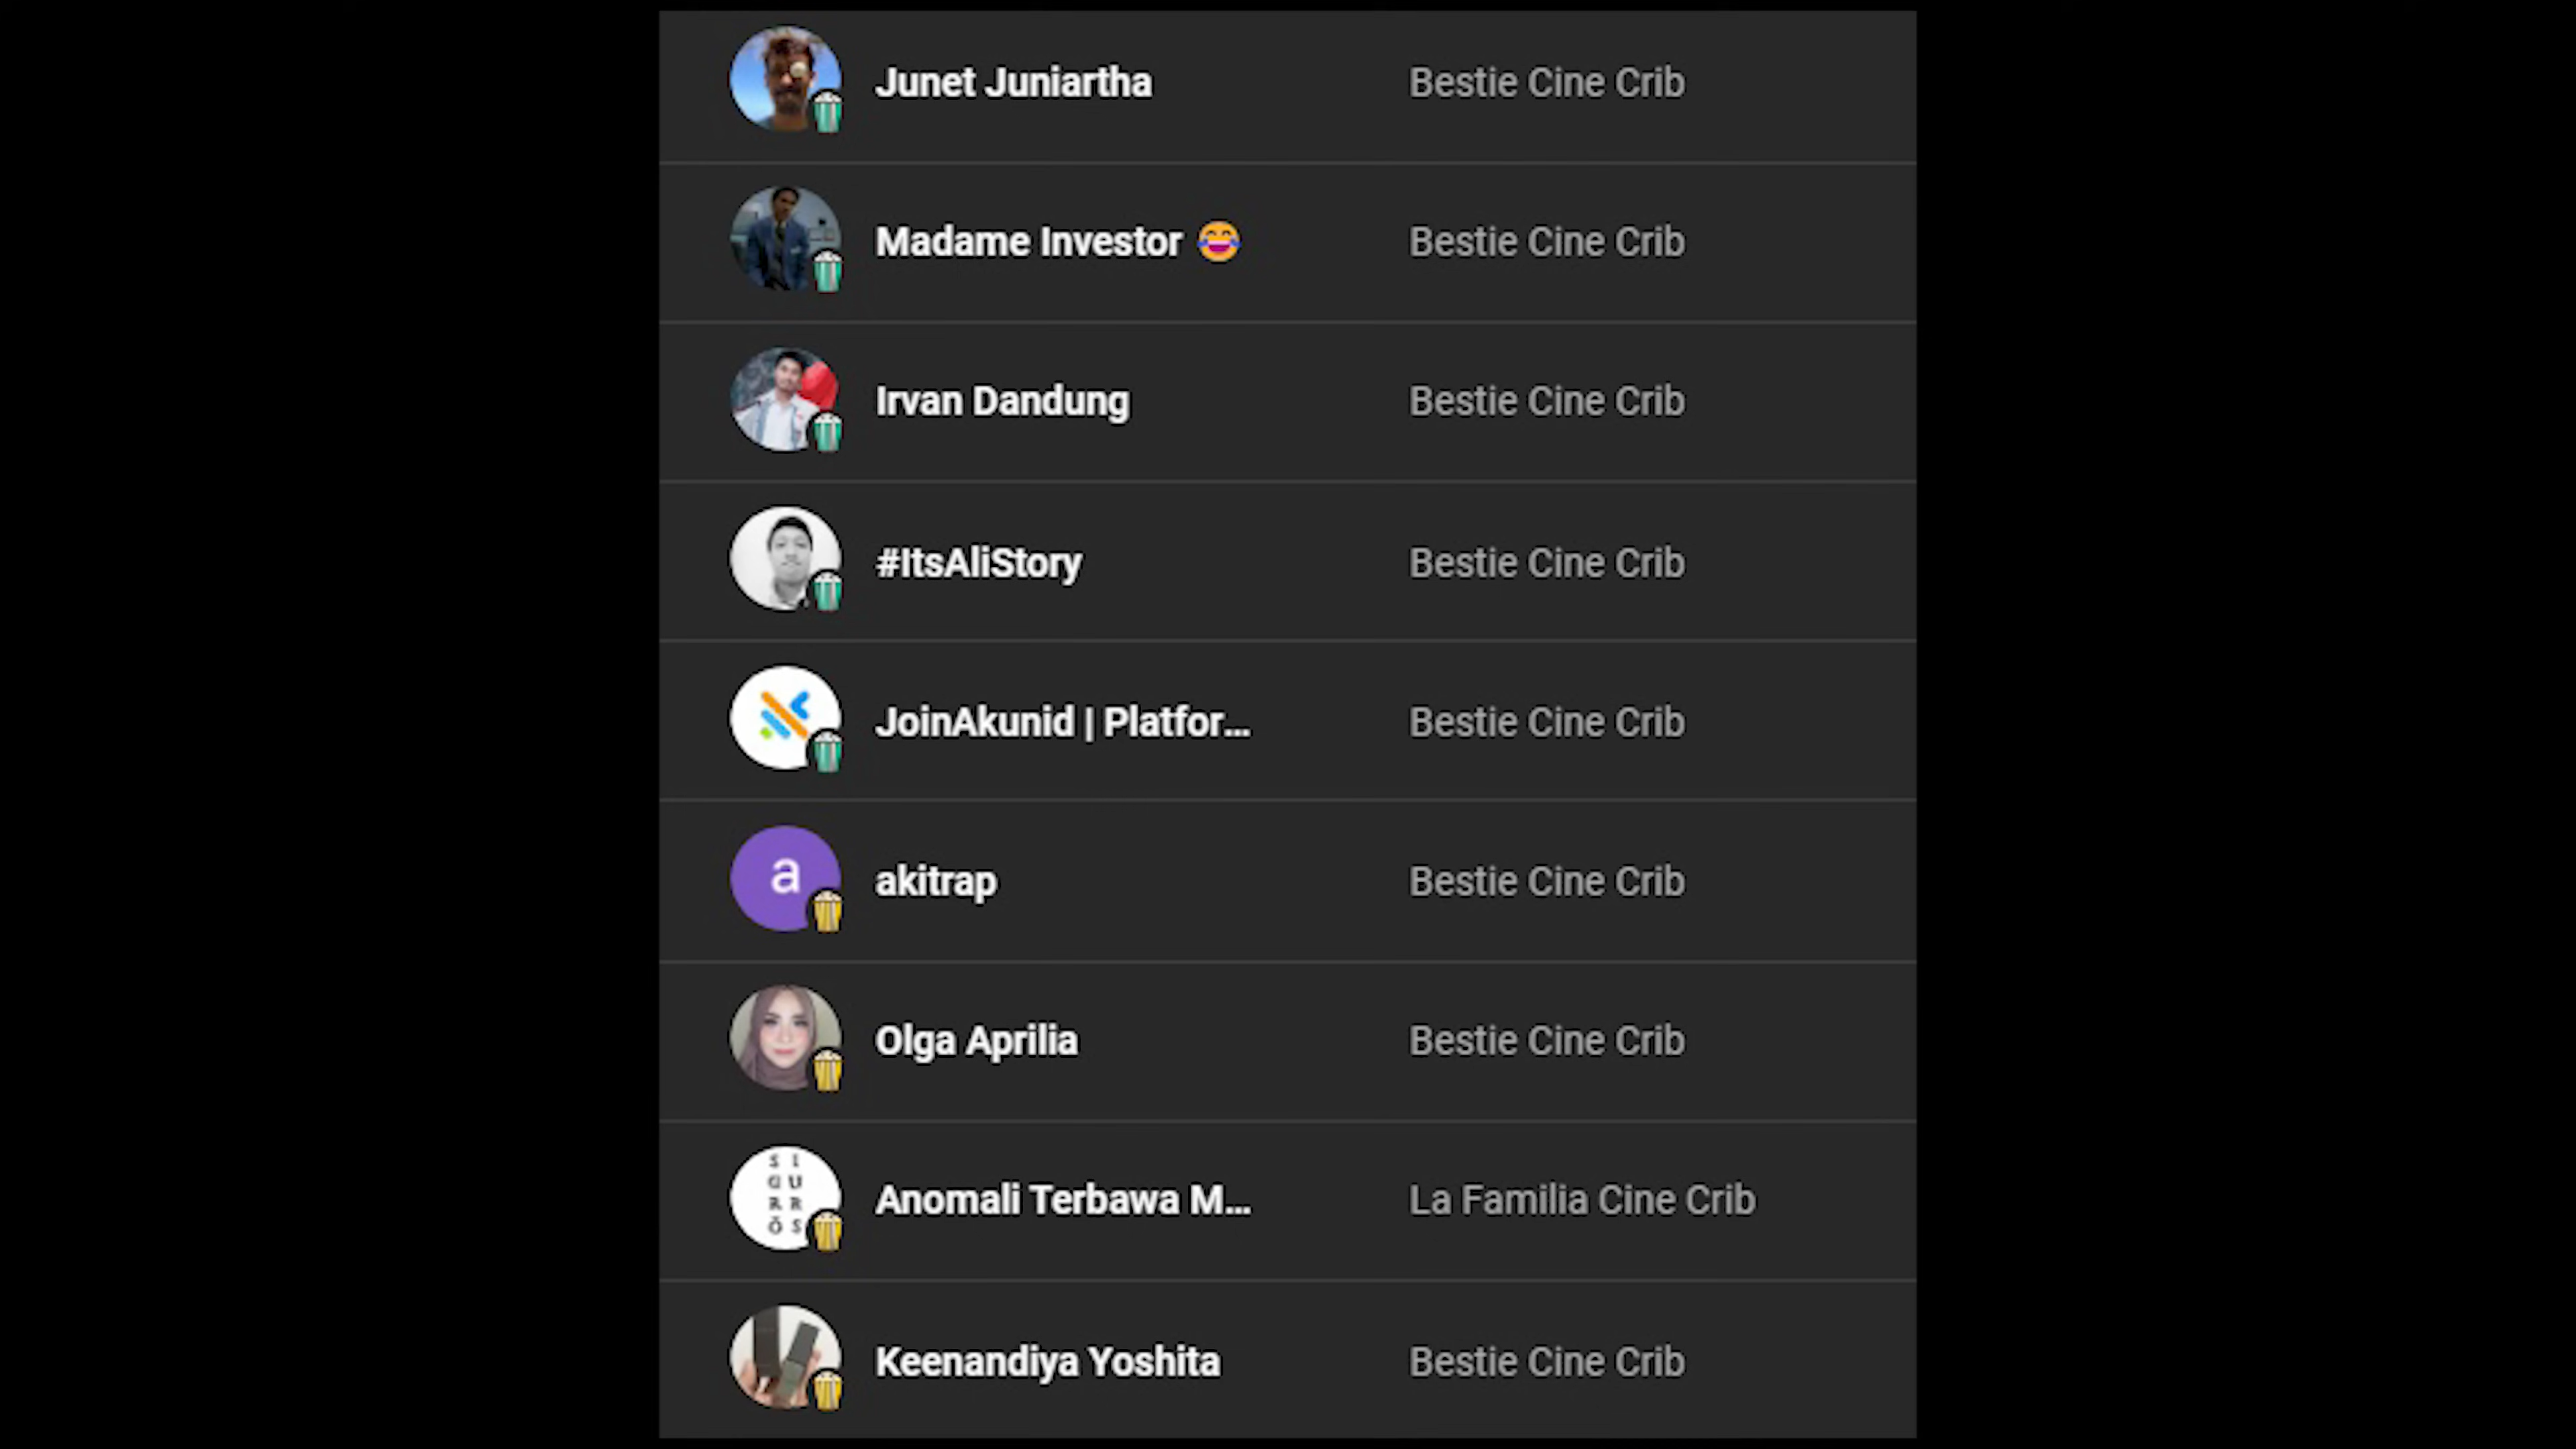 Junet Juniartha Bestie Cine Crib
Madame Investor 😂 Bestie Cine Crib
Irvan Dandung Bestie Cine Crib
#ItsAliStory Bestie Cine Crib
JoinAkunid | Platfor... Bestie Cine Crib
a akitrap Bestie Cine Crib
Olga Aprilia Bestie Cine Crib
Anomali Terbawa M... La Familia Cine Crib
Keenandiya Yoshita Bestie Cine Crib